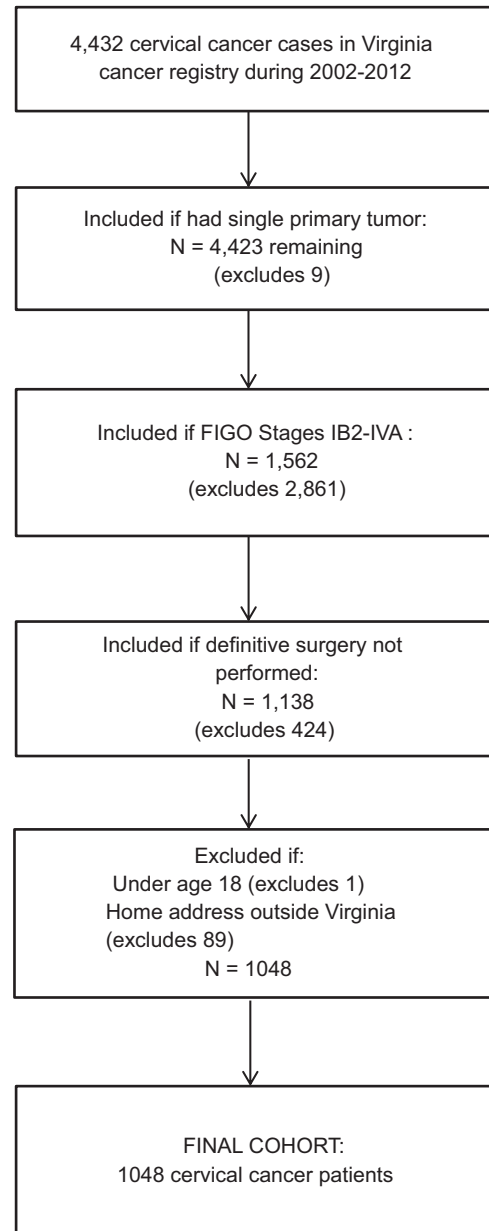 4,432 cervical cancer cases in Virginia
cancer registry during 2002-2012
Included if had single primary tumor:
N = 4,423 remaining
(excludes 9)
Included if FIGO Stages IB2-IVA :
N = 1,562
(excludes 2,861)
Included if definitive surgery not
performed:
N = 1,138
(excludes 424)
Excluded if:
Under age 18 (excludes 1)
Home address outside Virginia
(excludes 89)
N = 1048
FINAL COHORT:
1048 cervical cancer patients